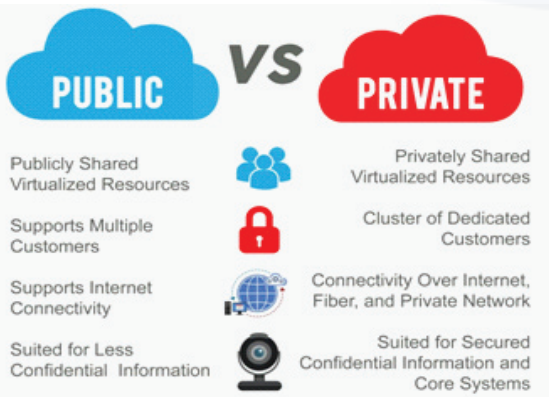 PUBLIC
VS
PRIVATE
Publicly Shared
Virtualized Resources
Privately Shared
Virtualized Resources
Supports Multiple
Customers
Cluster of Dedicated
Customers
Supports Internet
Connectivity
Connectivity Over Internet,
Fiber, and Private Network
Suited for Less
Confidential Information
Suited for Secured
Confidential Information and
Core Systems